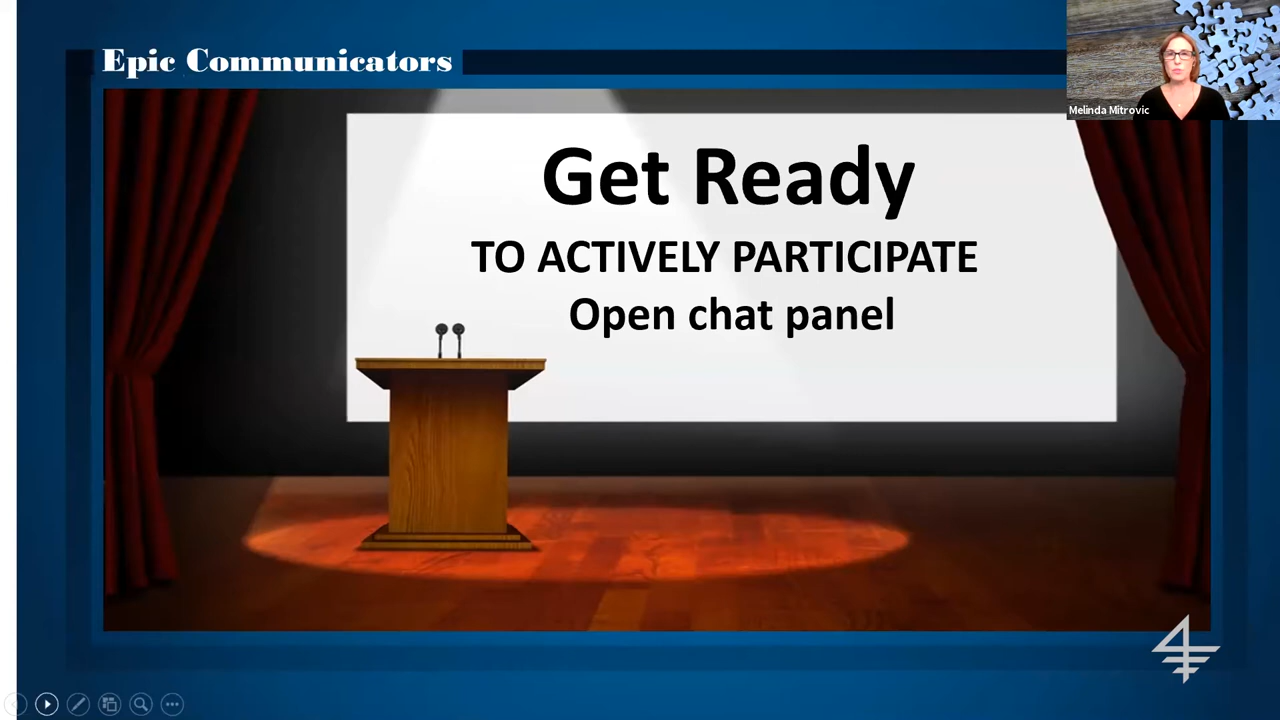 Epic Communicators
Melinda Mitrovic
Get Ready
TO ACTIVELY PARTICIPATE
Open chat panel